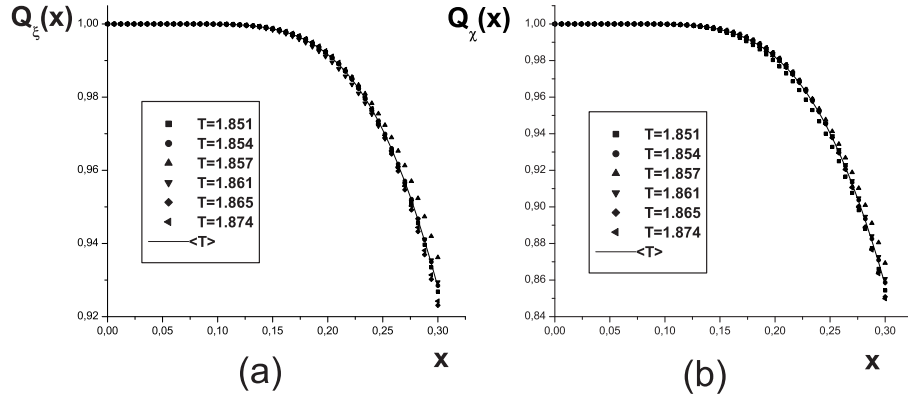 Qξ(x)
1,00
0,98
0,96
0,94
0,92
0,00
0,05
0,10
0,15
0,20
0,25
0,30
T=1.851
T=1.854
T=1.857
T=1.861
T=1.865
T=1.874
<T>
x
(a)
Qχ(x)
1,00
0,98
0,96
0,94
0,92
0,90
0,88
0,86
0,84
0,00
0,05
0,10
0,15
0,20
0,25
0,30
T=1.851
T=1.854
T=1.857
T=1.861
T=1.865
T=1.874
<T>
x
(b)